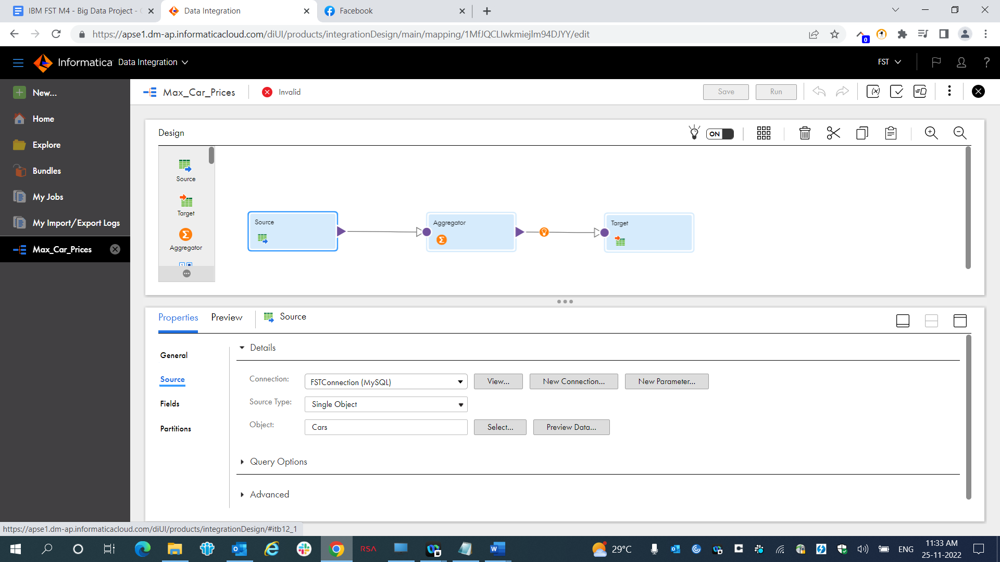 IBM FST M4 - Big Data Project -
Data Integration
Facebook
https://apse1.dm-ap.informaticacloud.com/diUI/products/integrationDesign/main/mapping/1MfJQCLIwkmiejlm94DJYY/edit
0
Informatica Data Integration
FST
?
New...
Home
Explore
Bundles
My Jobs
My Import/Export Logs
Max_Car_Prices
Max_Car_Prices
Invalid
Save
Run
Design
ON
Source
Target
Aggregator
Source
Aggregator
Target
Properties
Preview
Source
General
Source
Fields
Partitions
Details
Connection:
FSTConnection (MySQL)
View...
New Connection...
New Parameter...
Source Type:
Single Object
Object:
Cars
Select...
Preview Data...
Query Options
Advanced
https://apse1.dm-ap.informaticacloud.com/diUI/products/integrationDesign/#itb12_1
RSA
29°C
ENG
11:33 AM
25-11-2022